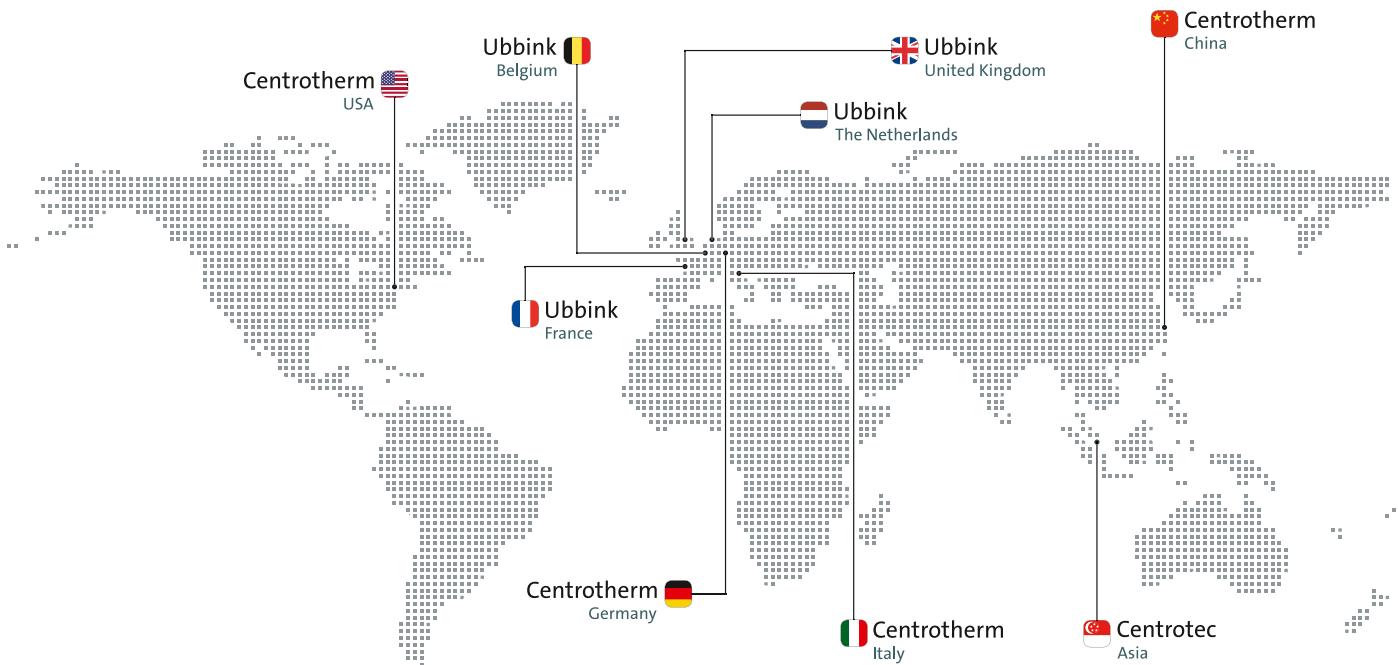 Centrotherm
China
Ubbink
Belgium
Ubbink
United Kingdom
Centrotherm
USA
Ubbink
The Netherlands
Ubbink
France
Centrotherm
Germany
Centrotherm
Italy
Centrotec
Asia